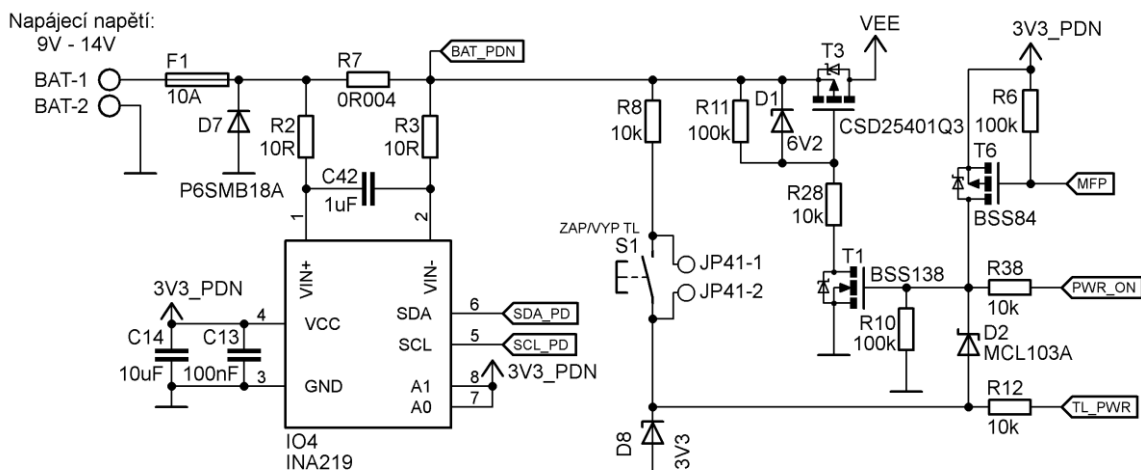 Napájecí napětí:
9V - 14V
BAT-1
BAT-2
F1
10A
D7
P6SMB18A
R7
0R004
BAT_PDN
R2
10R
R3
10R
C42
1uF
1
2
VIN+
VIN-
3V3_PDN
4
VCC
SDA
6
SDA_PD
SCL
5
SCL_PD
C14
10uF
C13
100nF
3
GND
A1
8
A0
7
3V3_PDN
IO4
INA219
R8
10k
ZAP/VYP TL
S1
JP41-1
JP41-2
D8
3V3
R11
100k
D1
6V2
T3
VEE
CSD25401Q3
R28
10k
T1
BSS138
R10
100k
3V3_PDN
R6
100k
T6
BSS84
MFP
R38
10k
PWR_ON
D2
MCL103A
R12
10k
TL_PWR